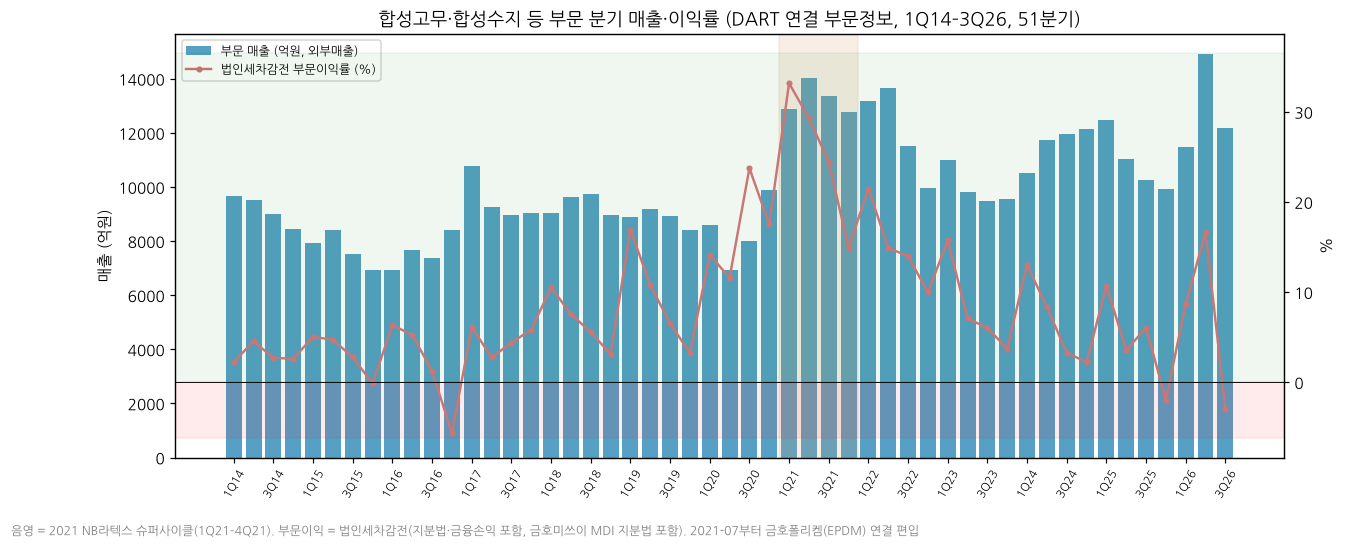 합성고무·합성수지 등 부문 분기 매출·이익률 (DART 연결 부문정보, 1Q14–3Q26, 51분기)
부문 매출 (억원, 외부매출)
법인세차감전 부문이익률 (%)
매출 (억원)
14000
12000
10000
8000
6000
4000
2000
0
30
20
10
0
%
1Q14 3Q14 1Q15 3Q15 1Q16 3Q16 1Q17 3Q17 1Q18 3Q18 1Q19 3Q19 1Q20 3Q20 1Q21 3Q21 1Q22 3Q22 1Q23 3Q23 1Q24 3Q24 1Q25 3Q25 1Q26 3Q26
음영 = 2021 NB라텍스 슈퍼사이클(1Q21–4Q21). 부문이익 = 법인세차감전(지분법·금융손익 포함, 금호미쓰이 MDI 지분법 포함). 2021-07부터 금호폴리켐(EPDM) 연결 편입